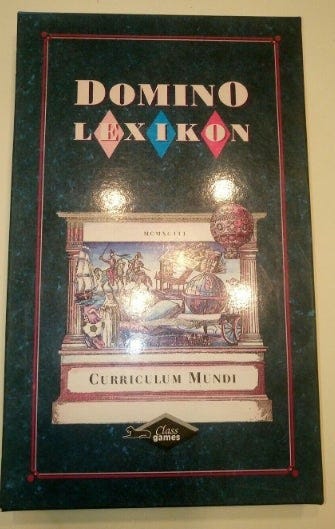 DOMINO
LEXIKON
MCMXCIII
CURRICULUM MUNDI
Class
games